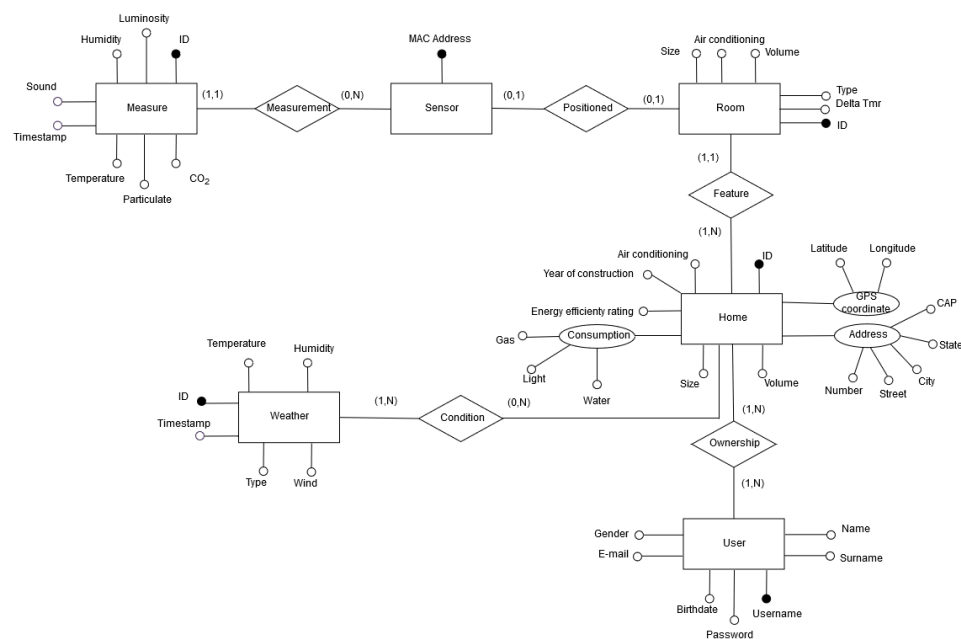 Luminosity
Humidity
ID
Sound
Measure
Timestamp
Temperature
CO2
Particulate
(1,1)
Measurement
(0,N)
MAC Address
Sensor
(0,1)
Positioned
(0,1)
Air conditioning
Size
Volume
Room
Type
Delta Tmr
ID
(1,1)
Feature
(1,N)
Air conditioning
ID
Year of construction
Energy efficienty rating
Home
Consumption
Gas
Light
Water
Size
Volume
Latitude
Longitude
GPS
coordinate
Address
CAP
State
City
Street
Number
Temperature
Humidity
ID
Weather
Timestamp
Type
Wind
(1,N)
Condition
(0,N)
(1,N)
Ownership
(1,N)
Gender
E-mail
User
Name
Surname
Birthdate
Username
Password